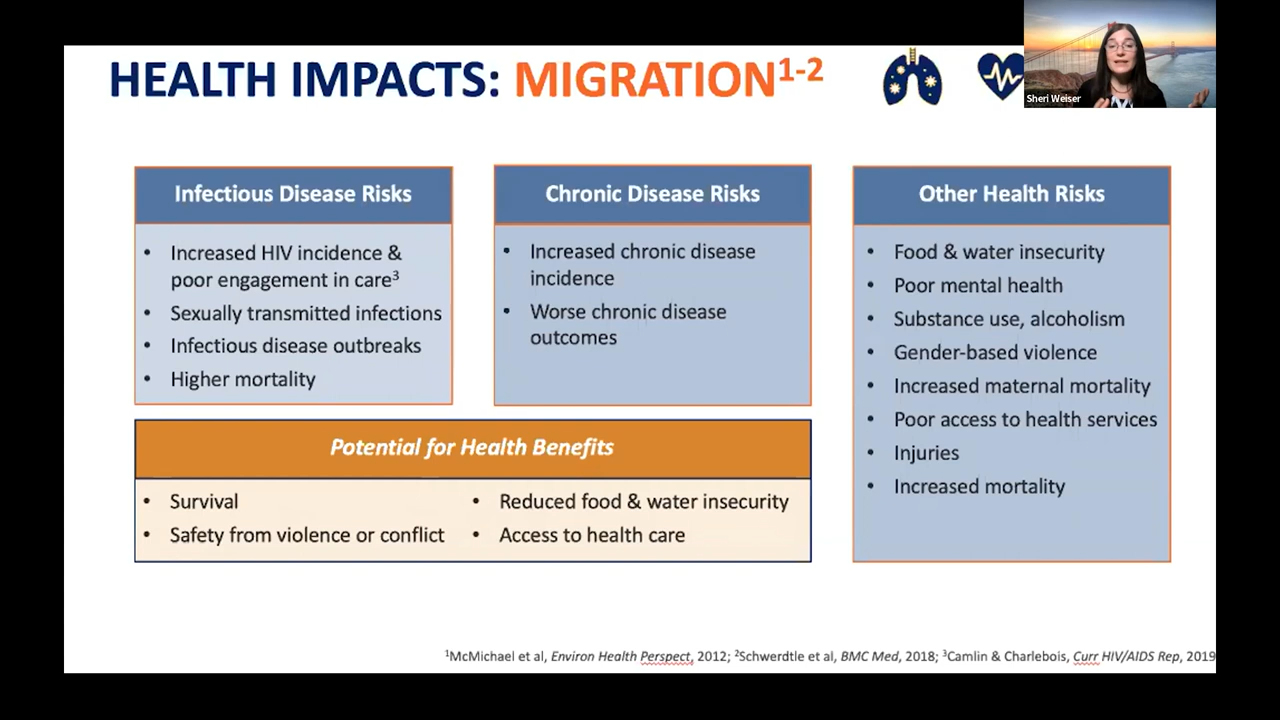 HEALTH IMPACTS: MIGRATION1-2
Sheri Weiser
Infectious Disease Risks
• Increased HIV incidence &
poor engagement in care3
• Sexually transmitted infections
• Infectious disease outbreaks
• Higher mortality
Chronic Disease Risks
• Increased chronic disease
incidence
• Worse chronic disease
outcomes
Other Health Risks
• Food & water insecurity
• Poor mental health
• Substance use, alcoholism
• Gender-based violence
• Increased maternal mortality
• Poor access to health services
• Injuries
• Increased mortality
Potential for Health Benefits
• Survival
• Safety from violence or conflict
• Reduced food & water insecurity
• Access to health care
1McMichael et al, Environ Health Perspect, 2012; 2Schwerdtle et al, BMC Med, 2018; 3Camlin & Charlebois, Curr HIV/AIDS Rep, 2019